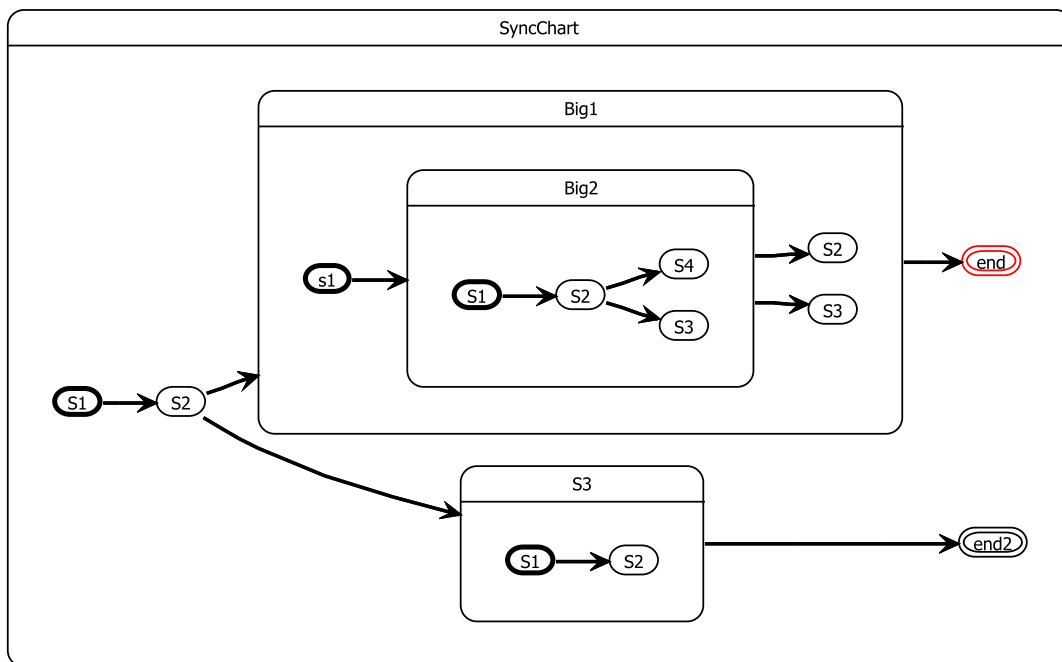 SyncChart
Big1
Big2
S4
S2
s1
end
S1
S2
S3
S3
S1
S2
S3
S1
S2
end2